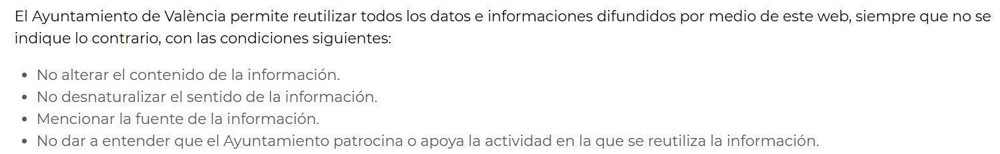 El Ayuntamiento de València permite reutilizar todos los datos e informaciones difundidos por medio de este web, siempre que no se
indique lo contrario, con las condiciones siguientes:
• No alterar el contenido de la información.
• No desnaturalizar el sentido de la información.
• Mencionar la fuente de la información.
• No dar a entender que el Ayuntamiento patrocina o apoya la actividad en la que se reutiliza la información.